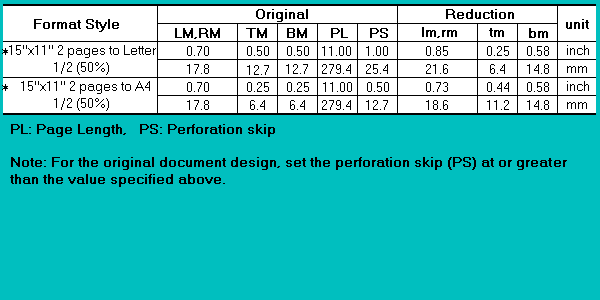 Format Style Original Reduction unit
LM,RM TM BM PL PS lm,rm tm bm
*15"x11" 2 pages to Letter 0.70 0.50 0.50 11.00 1.00 0.85 0.25 0.58 inch
1/2 (50%) 17.8 12.7 12.7 279.4 25.4 21.6 6.4 14.8 mm
* 15"x11" 2 pages to A4 0.70 0.25 0.25 11.00 0.50 0.73 0.44 0.58 inch
1/2 (50%) 17.8 6.4 6.4 279.4 12.7 18.6 11.2 14.8 mm
PL: Page Length, PS: Perforation skip
Note: For the original document design, set the perforation skip (PS) at or greater
than the value specified above.